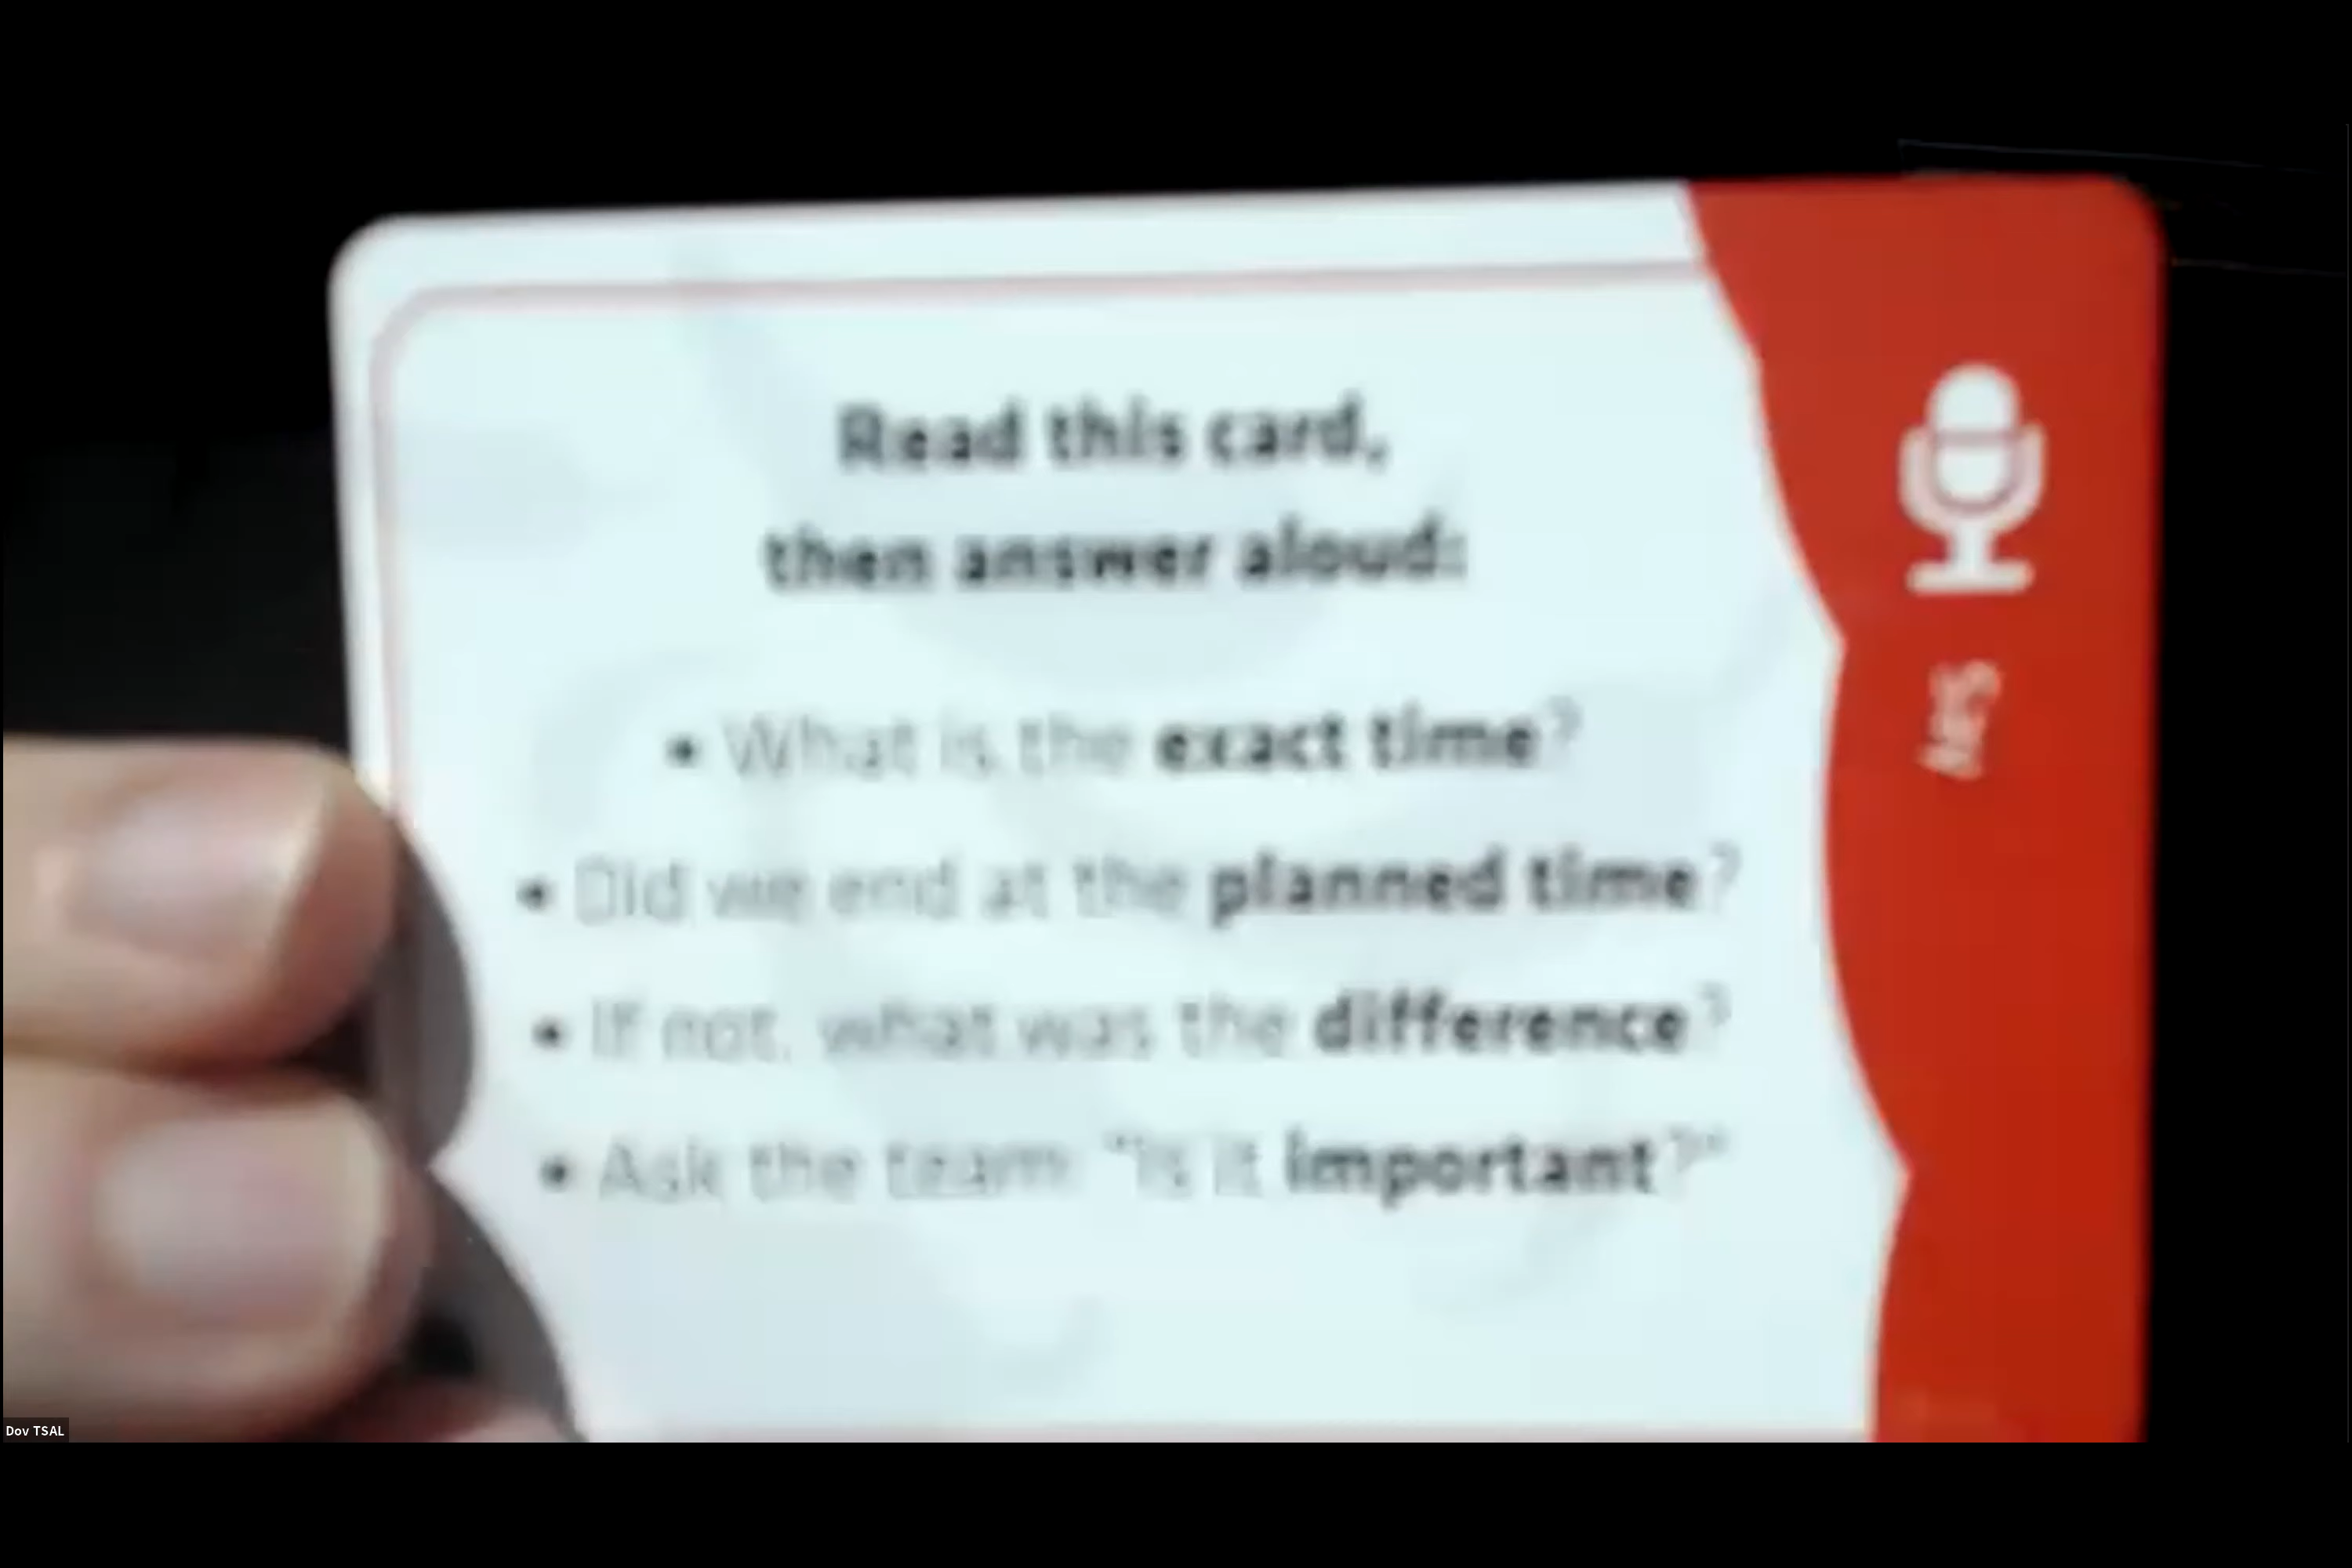 Read this card,
then answer aloud:
• What is the exact time?
• Did we end at the planned time?
• If not, what was the difference?
• Ask the team "Is it important?"
Say
Dov TSAL